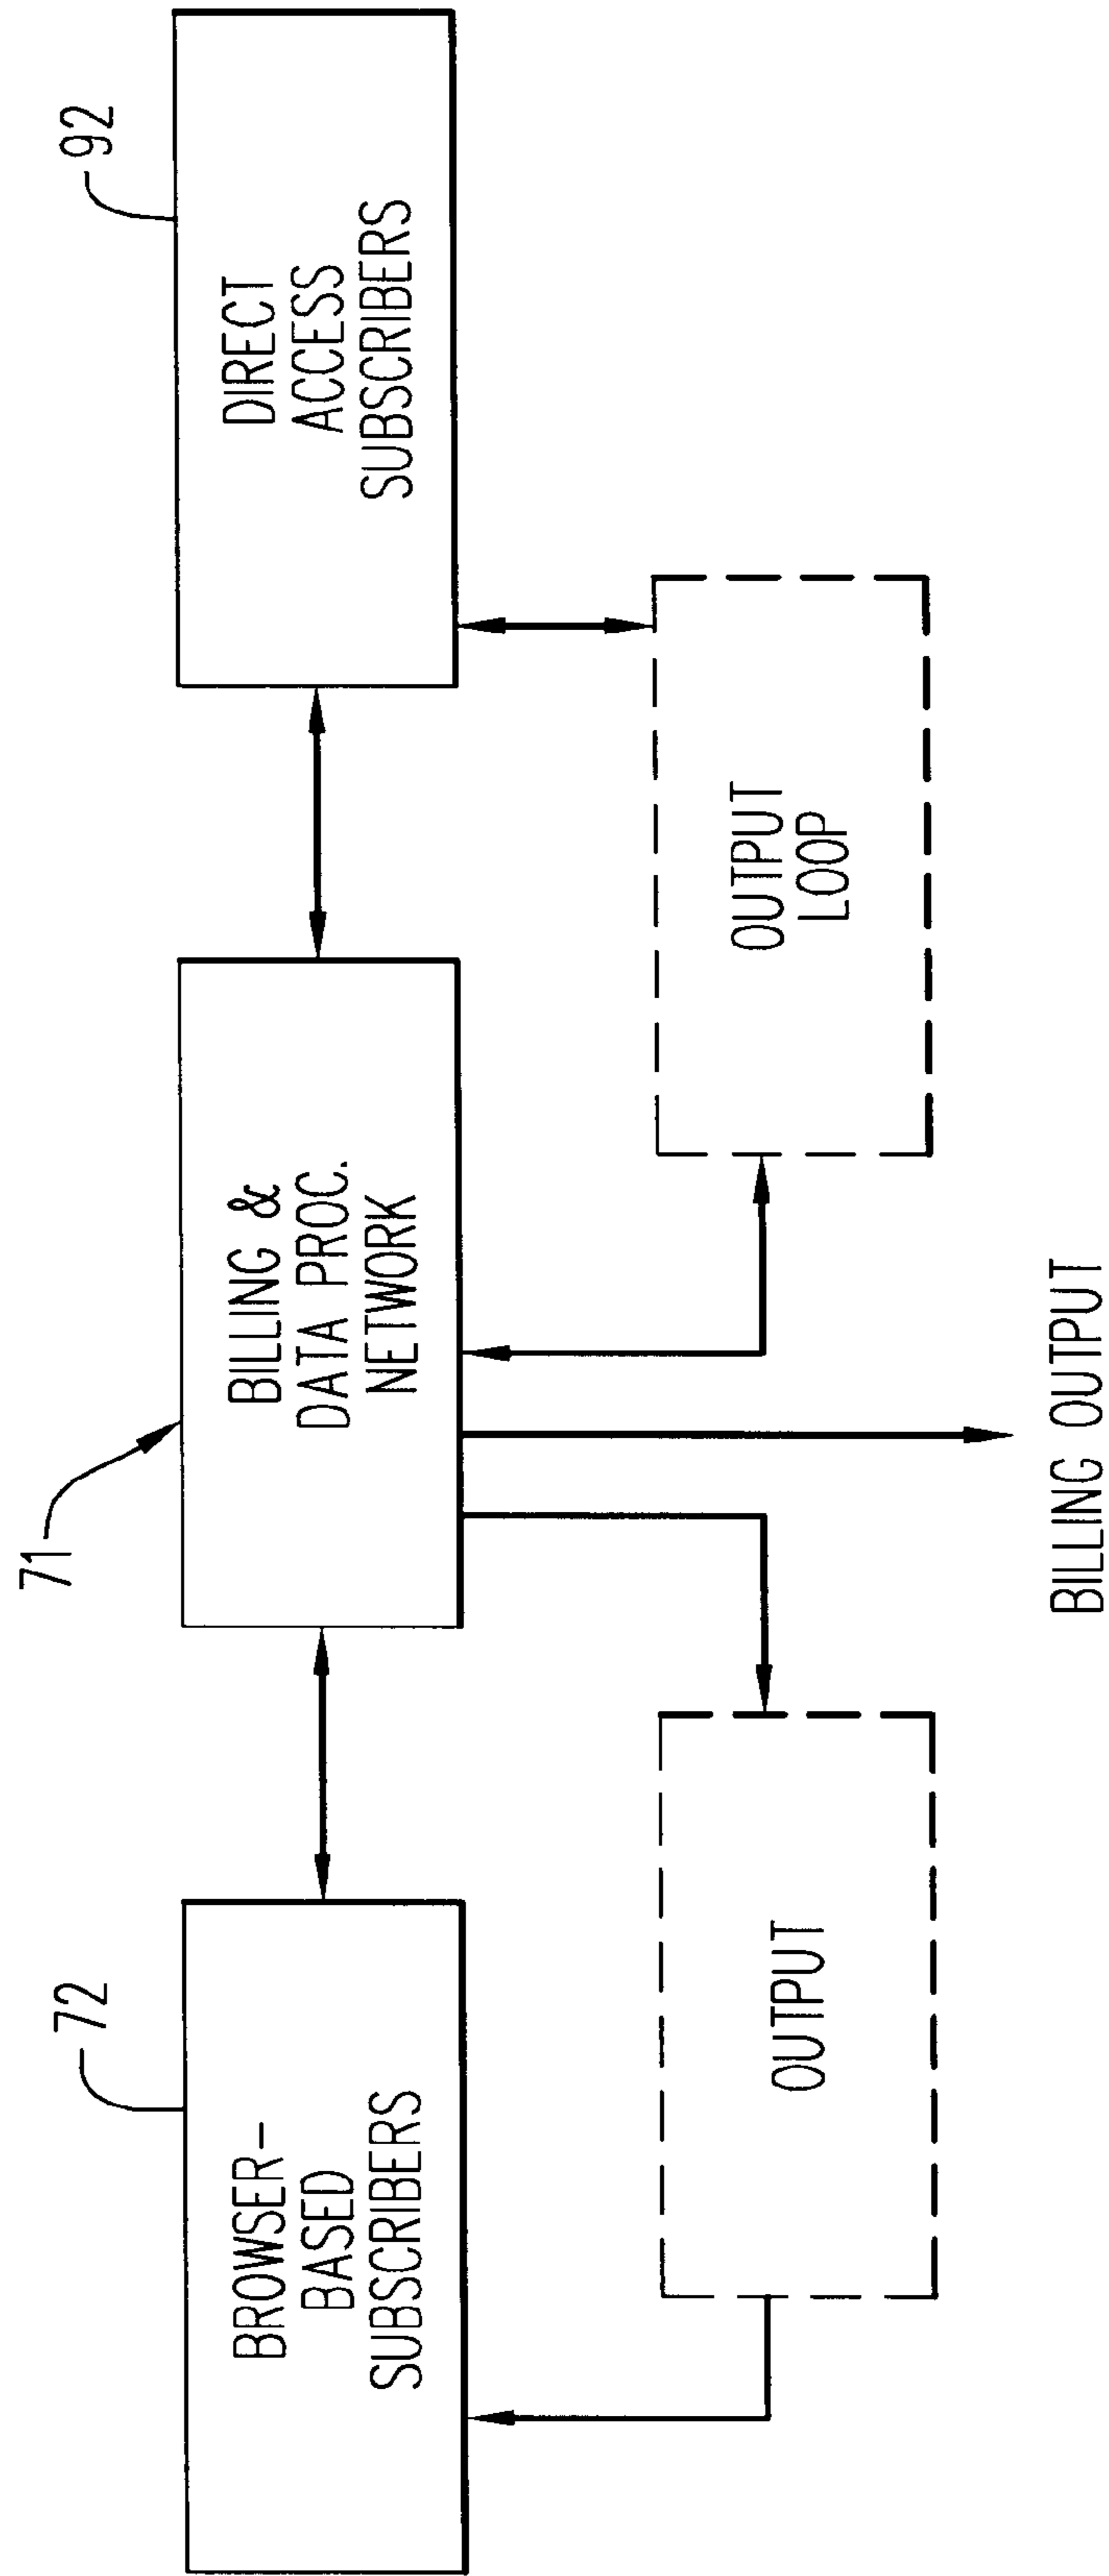 72
BROWSER-
BASED
SUBSCRIBERS
71
BILLING &
DATA PROC.
NETWORK
92
DIRECT
ACCESS
SUBSCRIBERS
OUTPUT
OUTPUT
LOOP
BILLING OUTPUT